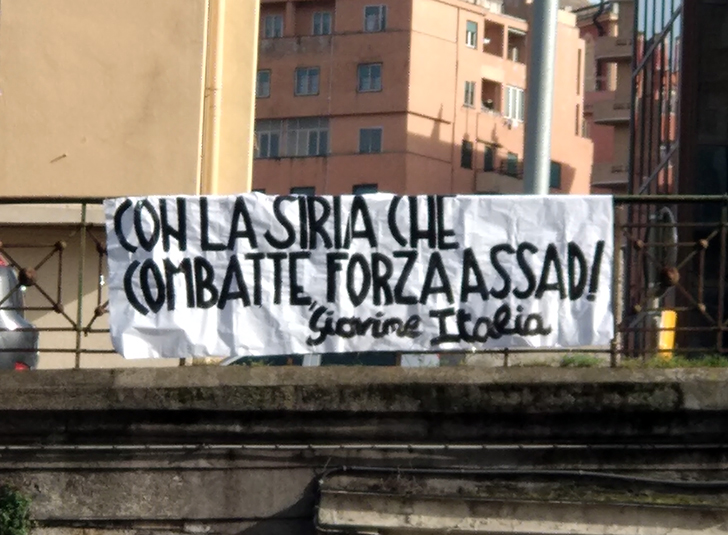 CON LA SIRIA CHE
COMBATTE, FORZA ASSAD!
Giovine Italia